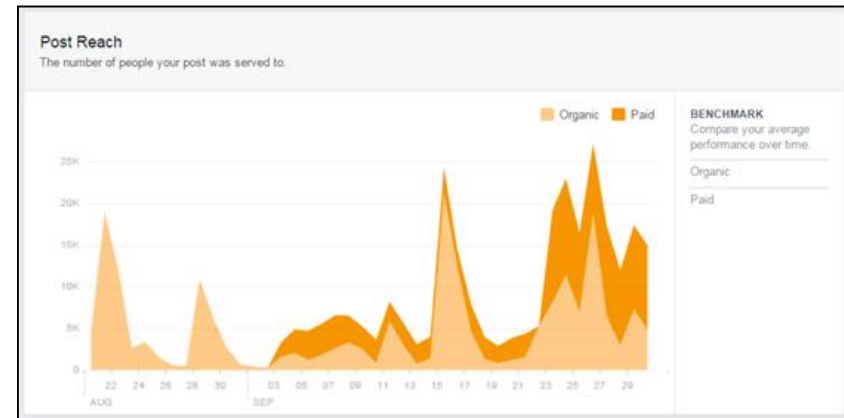 Post Reach
The number of people your post was served to.
Organic Paid
BENCHMARK
Compare your average
performance over time.
Organic
Paid
25K
20K
15K
10K
5K
0
22 24 26 28 30 03 05 07 09 11 13 15 17 19 21 23 25 27 29
AUG SEP